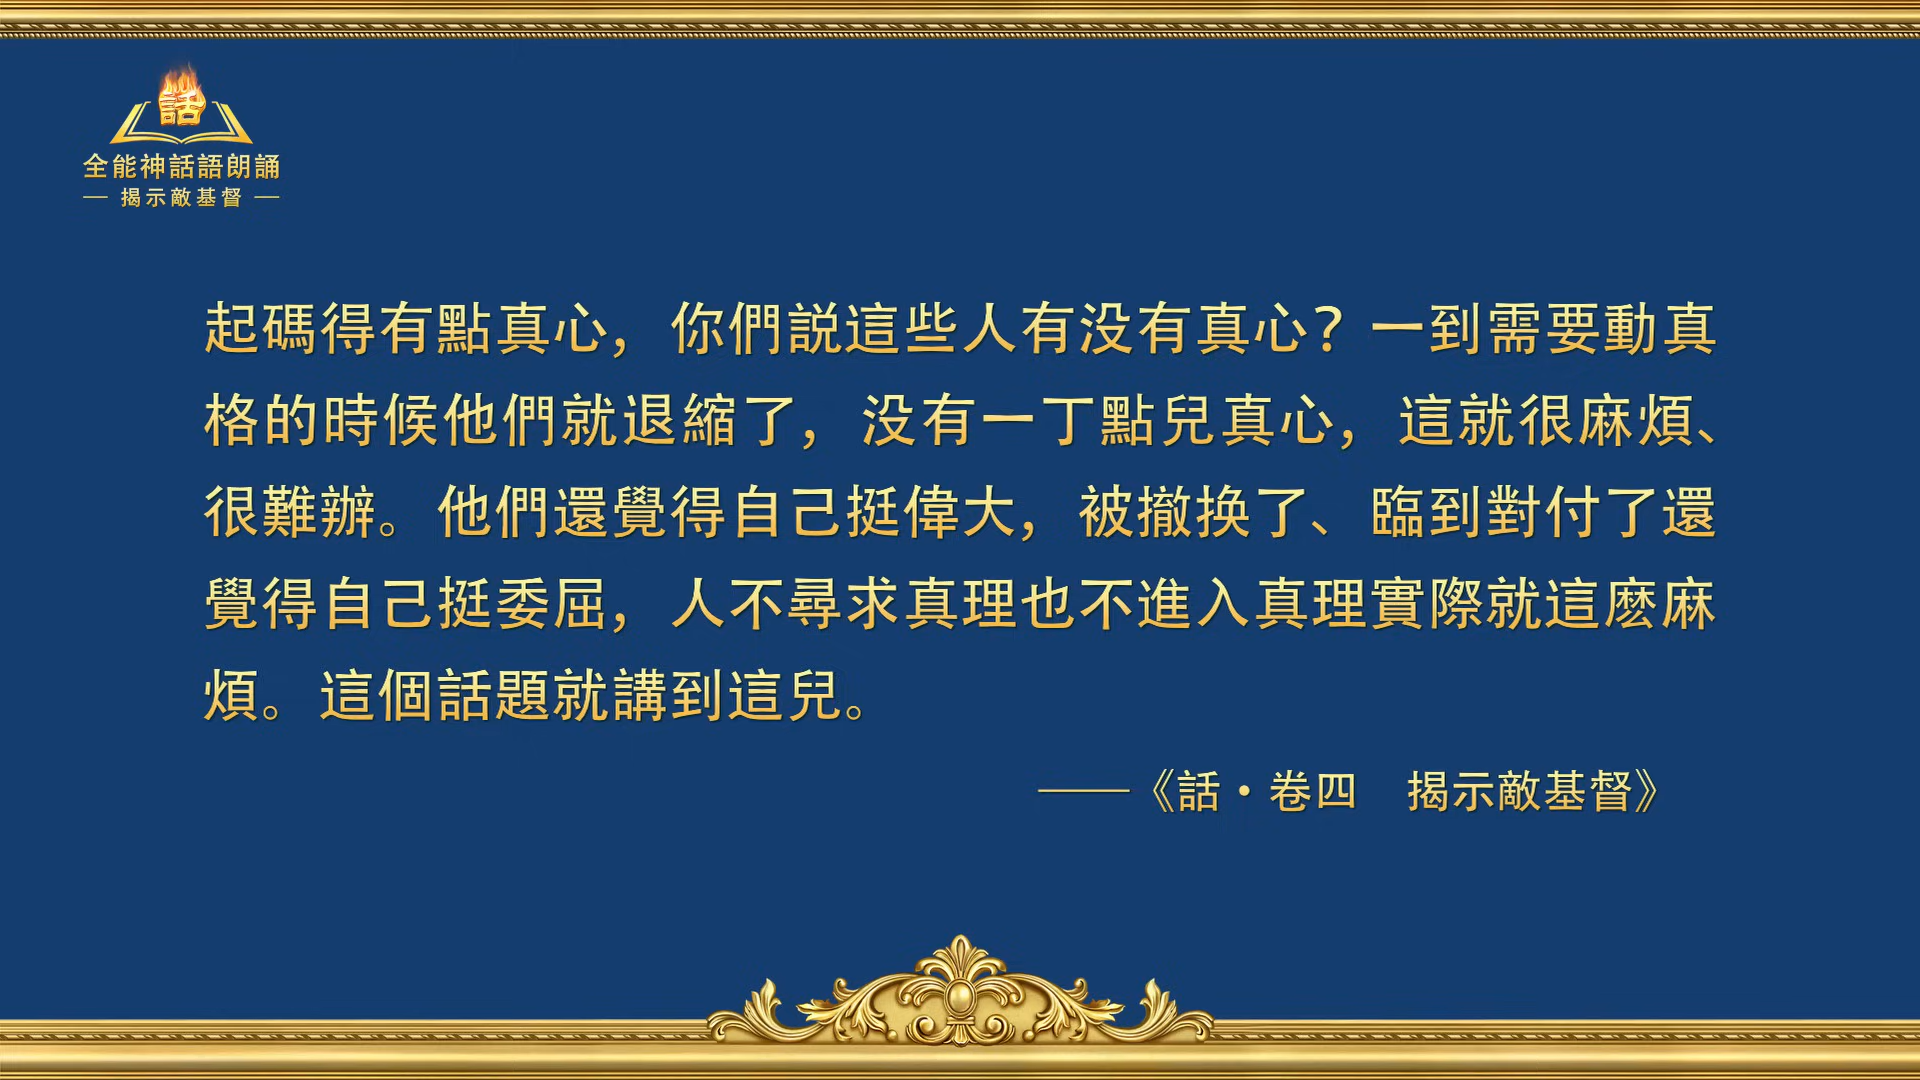 話
全能神話語朗誦
— 揭示敵基督 —
起碼得有點真心，你們説這些人有没有真心？一到需要動真
格的時候他們就退縮了，没有一丁點兒真心，這就很麻煩、
很難辦。他們還覺得自己挺偉大，被撤换了、臨到對付了還
覺得自己挺委屈，人不尋求真理也不進入真理實際就這麽麻
煩。這個話題就講到這兒。
——《話・卷四　揭示敵基督》